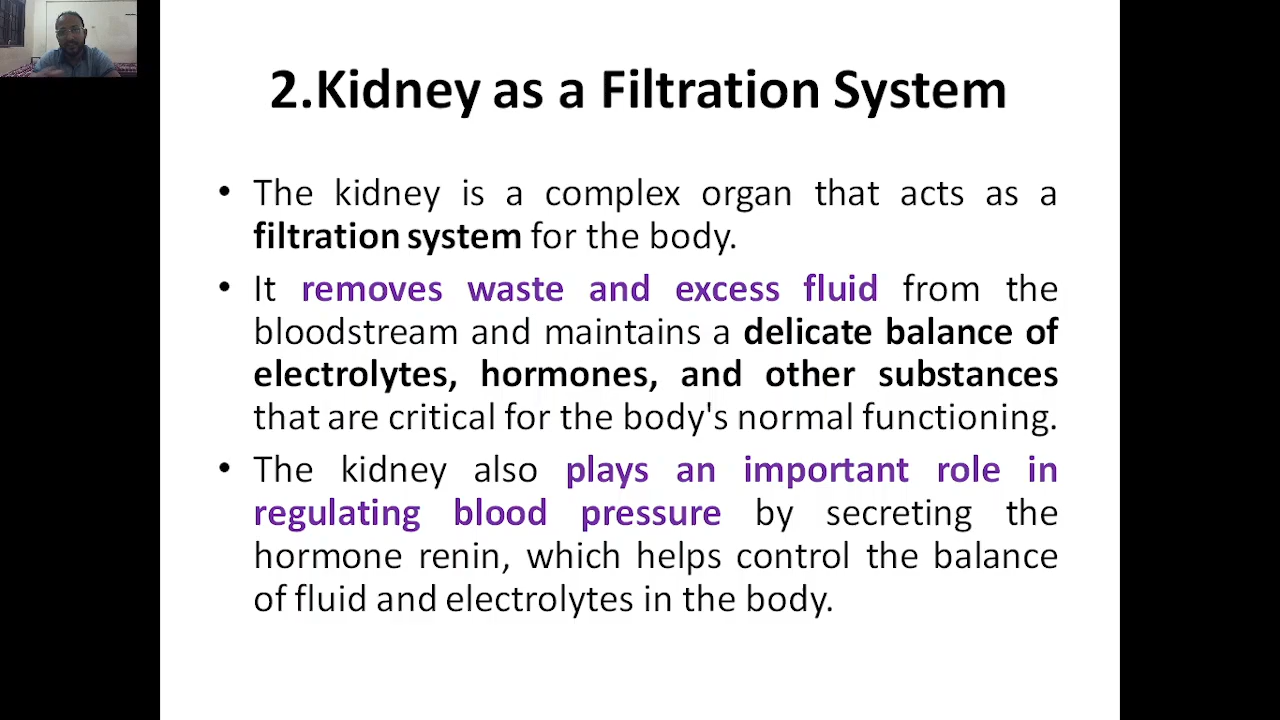 2.Kidney as a Filtration System
• The kidney is a complex organ that acts as a
filtration system for the body.
• It removes waste and excess fluid from the
bloodstream and maintains a delicate balance of
electrolytes, hormones, and other substances
that are critical for the body's normal functioning.
• The kidney also plays an important role in
regulating blood pressure by secreting the
hormone renin, which helps control the balance
of fluid and electrolytes in the body.